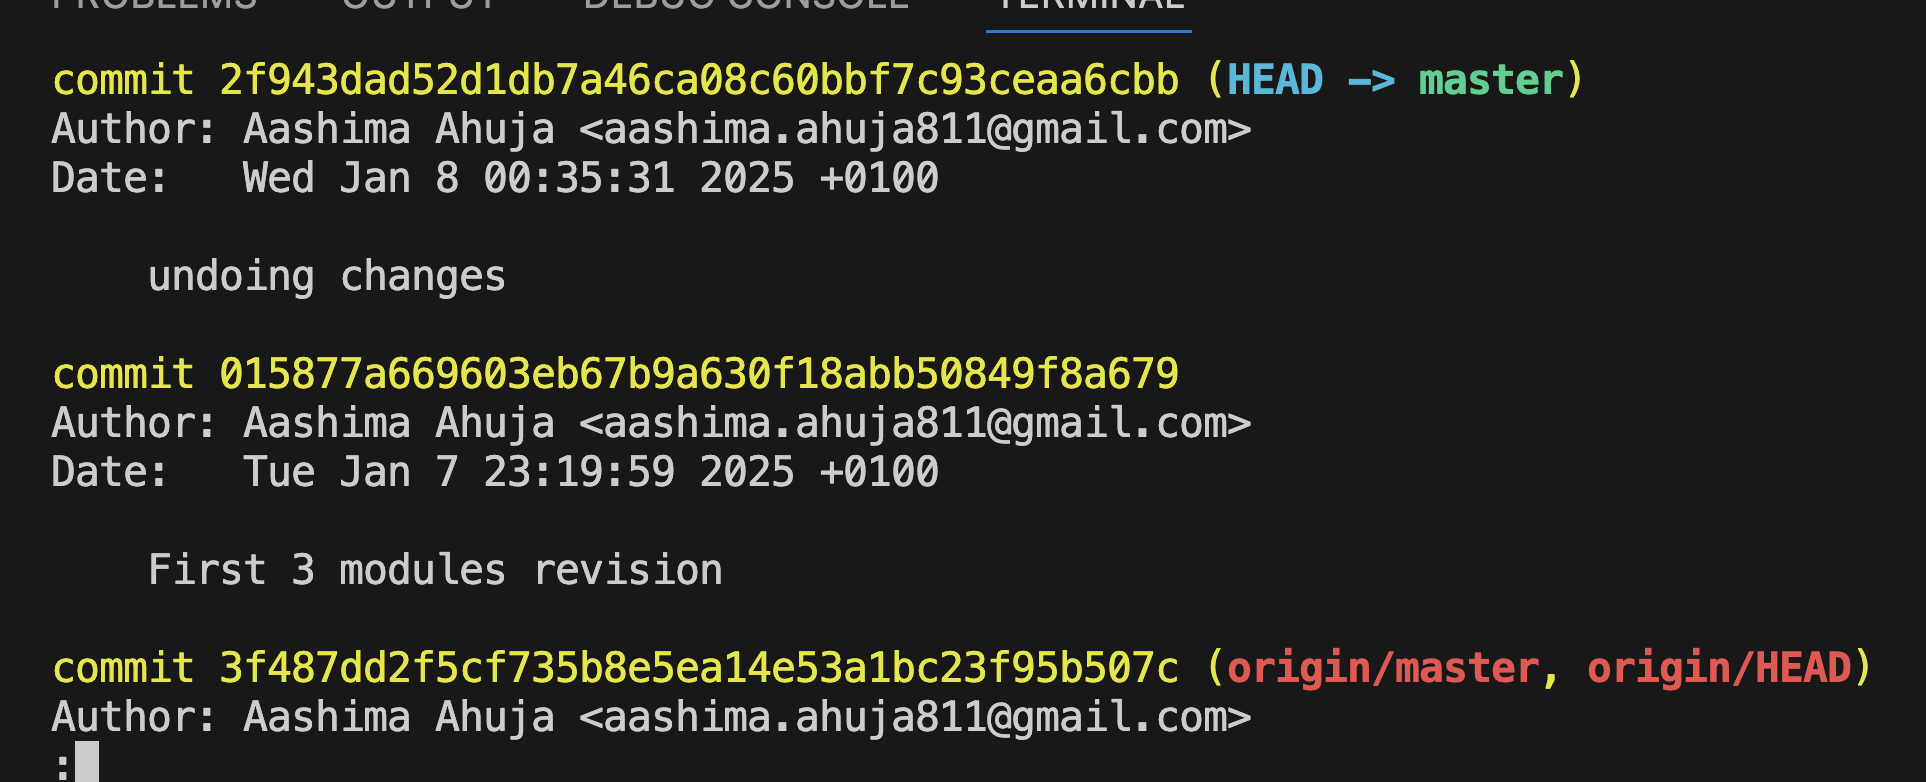 PROBLEMS OUTPUT DEBUG CONSOLE TERMINAL
commit 2f943dad52d1db7a46ca08c60bbf7c93ceaa6cbb (HEAD -> master)
Author: Aashima Ahuja <aashima.ahuja811@gmail.com>
Date:   Wed Jan 8 00:35:31 2025 +0100
undoing changes
commit 015877a669603eb67b9a630f18abb50849f8a679
Author: Aashima Ahuja <aashima.ahuja811@gmail.com>
Date:   Tue Jan 7 23:19:59 2025 +0100
First 3 modules revision
commit 3f487dd2f5cf735b8e5ea14e53a1bc23f95b507c (origin/master, origin/HEAD)
Author: Aashima Ahuja <aashima.ahuja811@gmail.com>
: